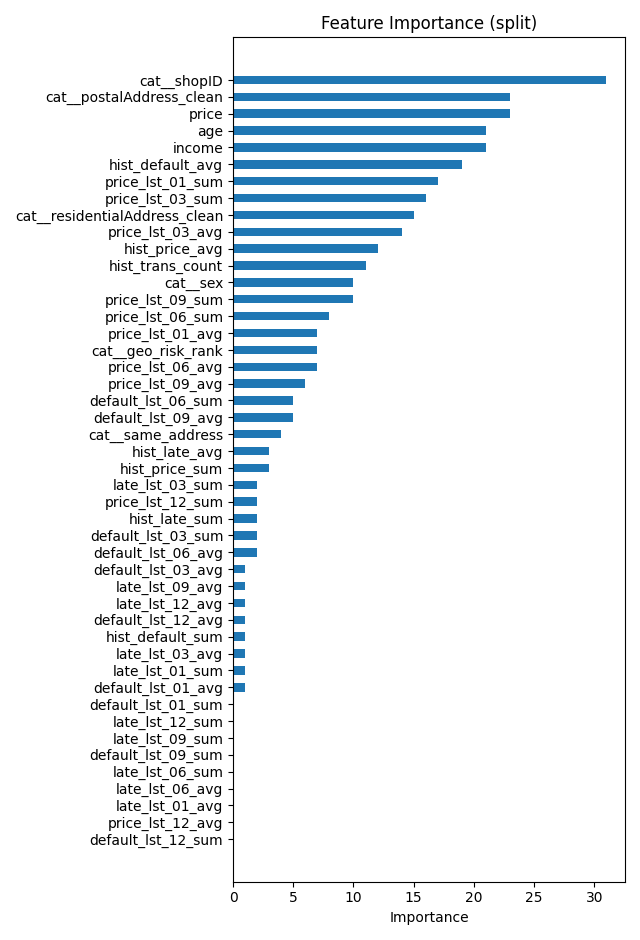 Feature Importance (split)
cat__shopID
cat__postalAddress_clean
price
age
income
hist_default_avg
price_lst_01_sum
price_lst_03_sum
cat__residentialAddress_clean
price_lst_03_avg
hist_price_avg
hist_trans_count
cat__sex
price_lst_09_sum
price_lst_06_sum
price_lst_01_avg
cat__geo_risk_rank
price_lst_06_avg
price_lst_09_avg
default_lst_06_sum
default_lst_09_avg
cat__same_address
hist_late_avg
hist_price_sum
late_lst_03_sum
price_lst_12_sum
hist_late_sum
default_lst_03_sum
default_lst_06_avg
default_lst_03_avg
late_lst_09_avg
late_lst_12_avg
default_lst_12_avg
hist_default_sum
late_lst_03_avg
late_lst_01_sum
default_lst_01_avg
default_lst_01_sum
late_lst_12_sum
late_lst_09_sum
default_lst_09_sum
late_lst_06_sum
late_lst_06_avg
late_lst_01_avg
price_lst_12_avg
default_lst_12_sum
0 5 10 15 20 25 30
Importance